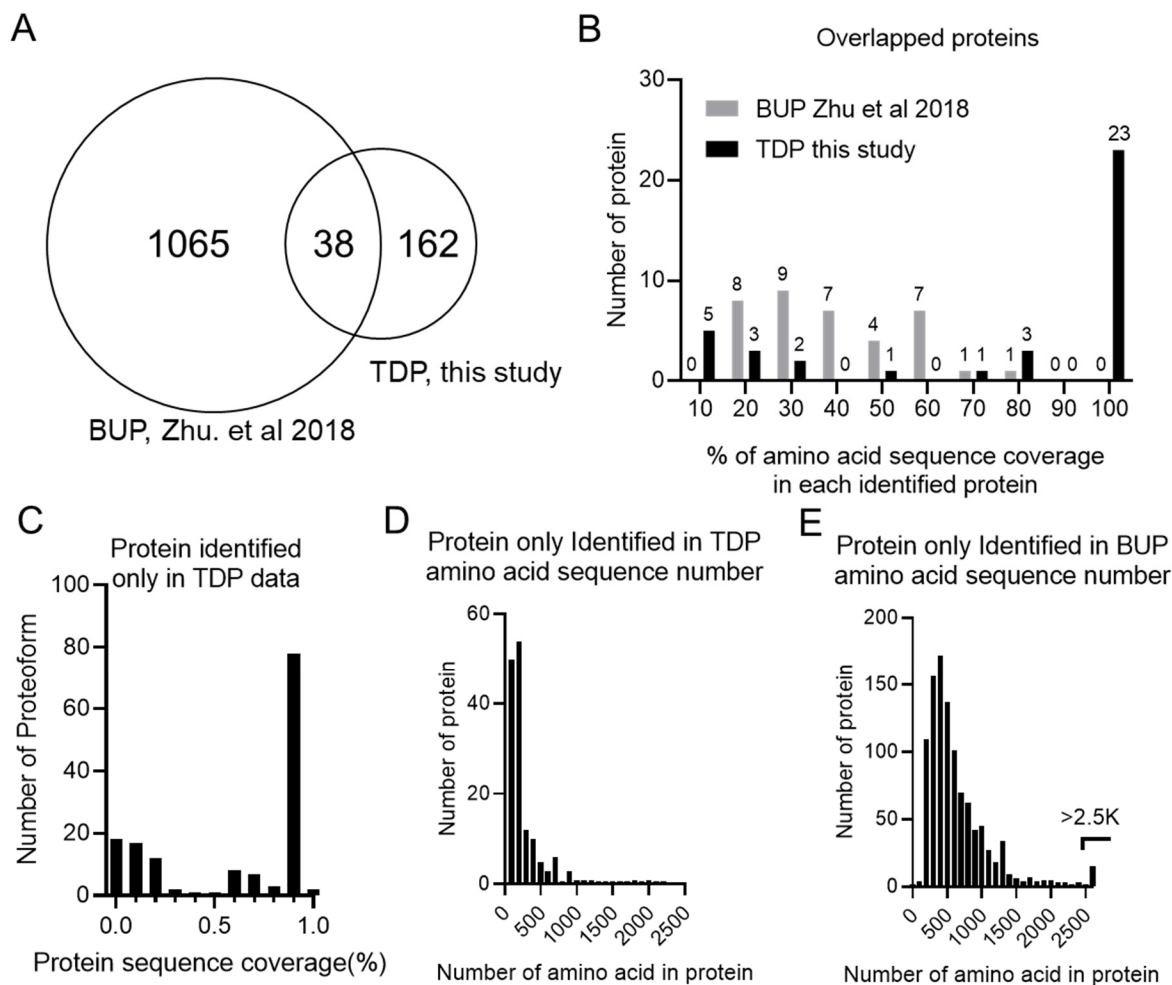 A
1065
38
162
TDP, this study
BUP, Zhu. et al 2018
B
Overlapped proteins
BUP Zhu et al 2018
TDP this study
Number of protein
30
20
10
0
0 5 8 3 9 2 7 0 4 1 7 0 1 1 1 3 0 0 0 23
10 20 30 40 50 60 70 80 90 100
% of amino acid sequence coverage
in each identified protein
C
Protein identified
only in TDP data
Number of Proteoform
100
80
60
40
20
0
0.0 0.5 1.0
Protein sequence coverage(%)
D
Protein only Identified in TDP
amino acid sequence number
Number of protein
60
40
20
0
0 500 1000 1500 2000 2500
Number of amino acid in protein
E
Protein only Identified in BUP
amino acid sequence number
Number of protein
200
150
100
50
0
>2.5K
0 500 1000 1500 2000 2500
Number of amino acid in protein